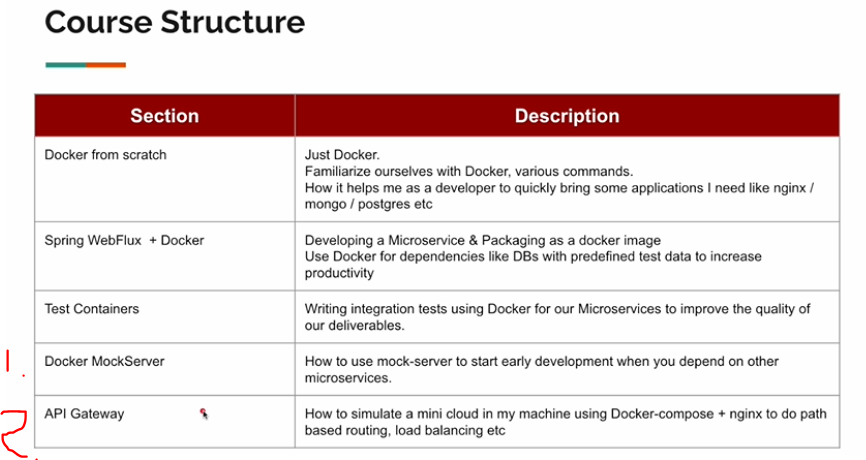 Course Structure
Section
Description
Docker from scratch
Just Docker.
Familiarize ourselves with Docker, various commands.
How it helps me as a developer to quickly bring some applications I need like nginx /
mongo / postgres etc
Spring WebFlux + Docker
Developing a Microservice & Packaging as a docker image
Use Docker for dependencies like DBs with predefined test data to increase
productivity
Test Containers
Writing integration tests using Docker for our Microservices to improve the quality of
our deliverables.
1.
Docker MockServer
How to use mock-server to start early development when you depend on other
microservices.
2.
API Gateway
How to simulate a mini cloud in my machine using Docker-compose + nginx to do path
based routing, load balancing etc